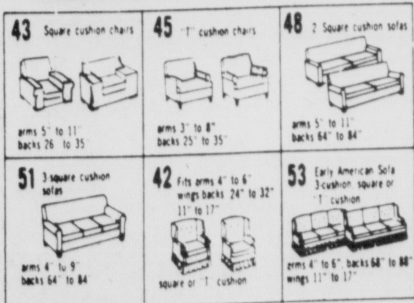 43 Square cushion chairs
arms 5" to 11"
backs 26 to 35"
45 "T" cushion chairs
arms 3" to 8"
backs 25" to 35"
48 2 Square cushion sofas
arms 5" to 11"
backs 64" to 84"
51 3 square cushion
sofas
arms 4" to 9"
backs 64" to 84"
42 Fits arms 4" to 6"
wings backs 24" to 32"
11" to 17"
square or "T" cushion
53 Early American Sofa
3-cushion, square or
"T" cushion
arms 4" to 6", backs 68" to 88"
wings 11" to 17"